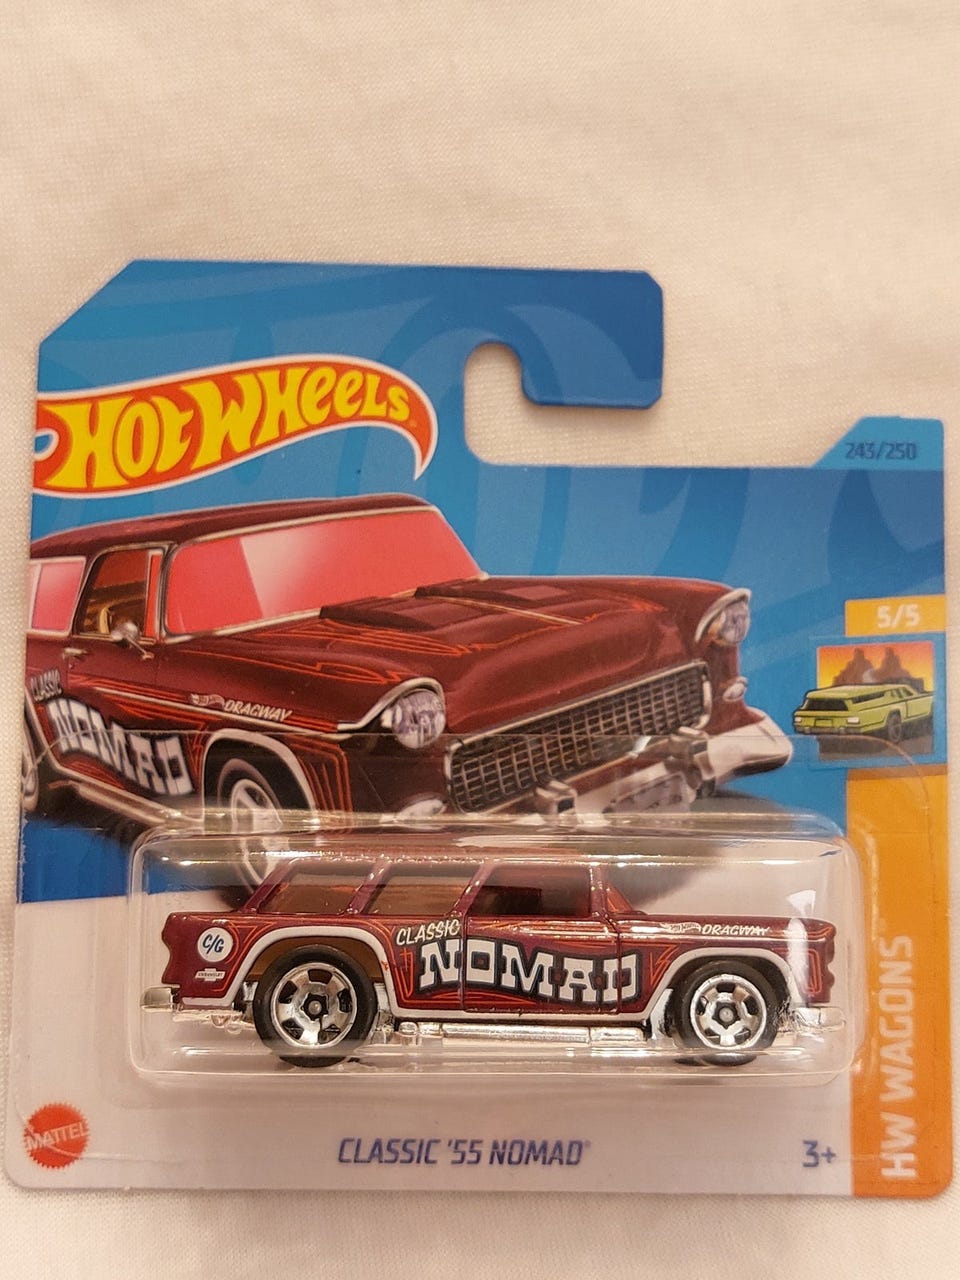 HOT WHEELS
243/250
5/5
CLASSIC
NOMAD
DRAGWAY
CLASSIC
NOMAD
DRAGWAY
C/G
CHEVROLET
HW WAGONS
MATTEL
CLASSIC '55 NOMAD
3+